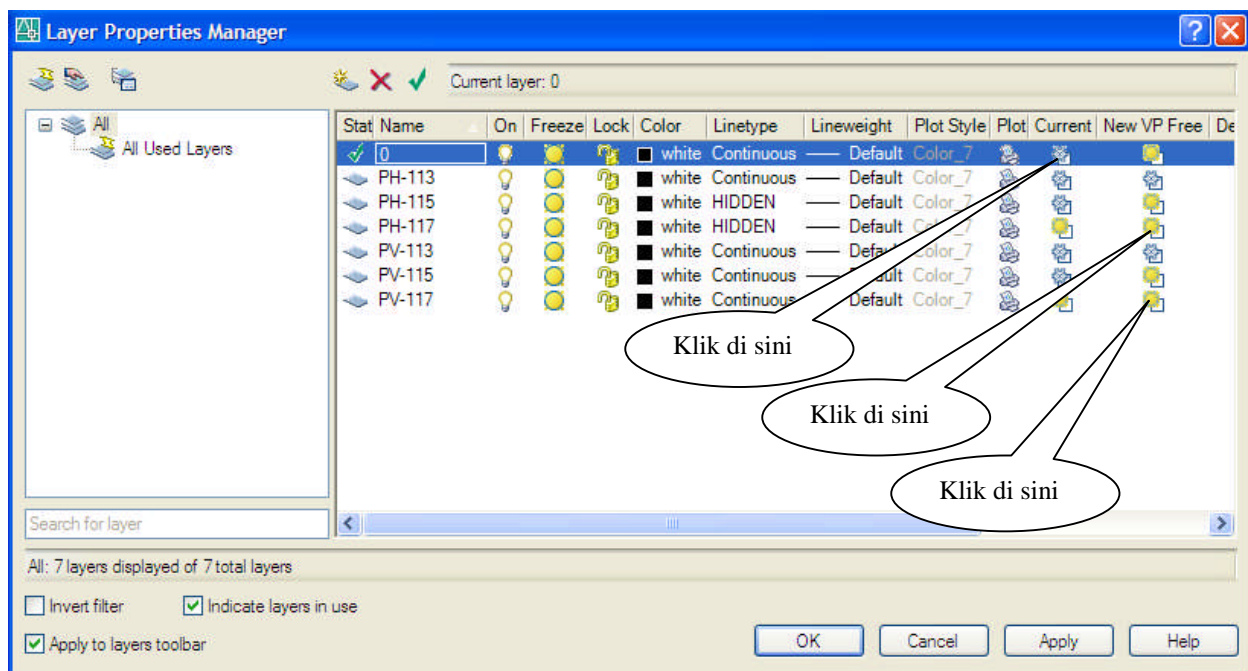 Layer Properties Manager
Current layer: 0
All
All Used Layers
Stat Name On Freeze Lock Color Linetype Lineweight Plot Style Plot Current New VP Free De
0 white Continuous Default Color_7
PH-113 white Continuous Default Color_7
PH-115 white HIDDEN Default Color_7
PH-117 white HIDDEN Default Color_7
PV-113 white Continuous Default Color_7
PV-115 white Continuous Default Color_7
PV-117 white Continuous Default Color_7
Klik di sini
Klik di sini
Klik di sini
Search for layer
All: 7 layers displayed of 7 total layers
Invert filter Indicate layers in use
Apply to layers toolbar
OK Cancel Apply Help